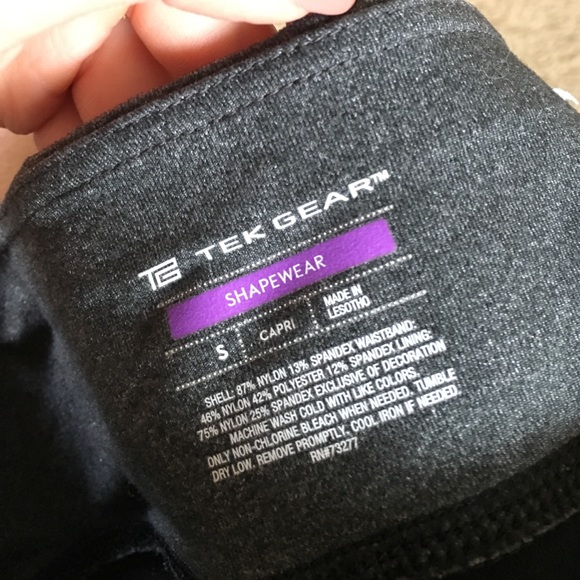 TE TEK GEAR™
SHAPEWEAR
S
CAPRI
MADE IN
LESOTHO
SHELL: 87% NYLON 13% SPANDEX WAISTBAND:
46% NYLON 42% POLYESTER 12% SPANDEX LINING:
75% NYLON 25% SPANDEX EXCLUSIVE OF DECORATION
MACHINE WASH COLD WITH LIKE COLORS.
ONLY NON-CHLORINE BLEACH WHEN NEEDED. TUMBLE
DRY LOW. REMOVE PROMPTLY. COOL IRON IF NEEDED.
RN#73277